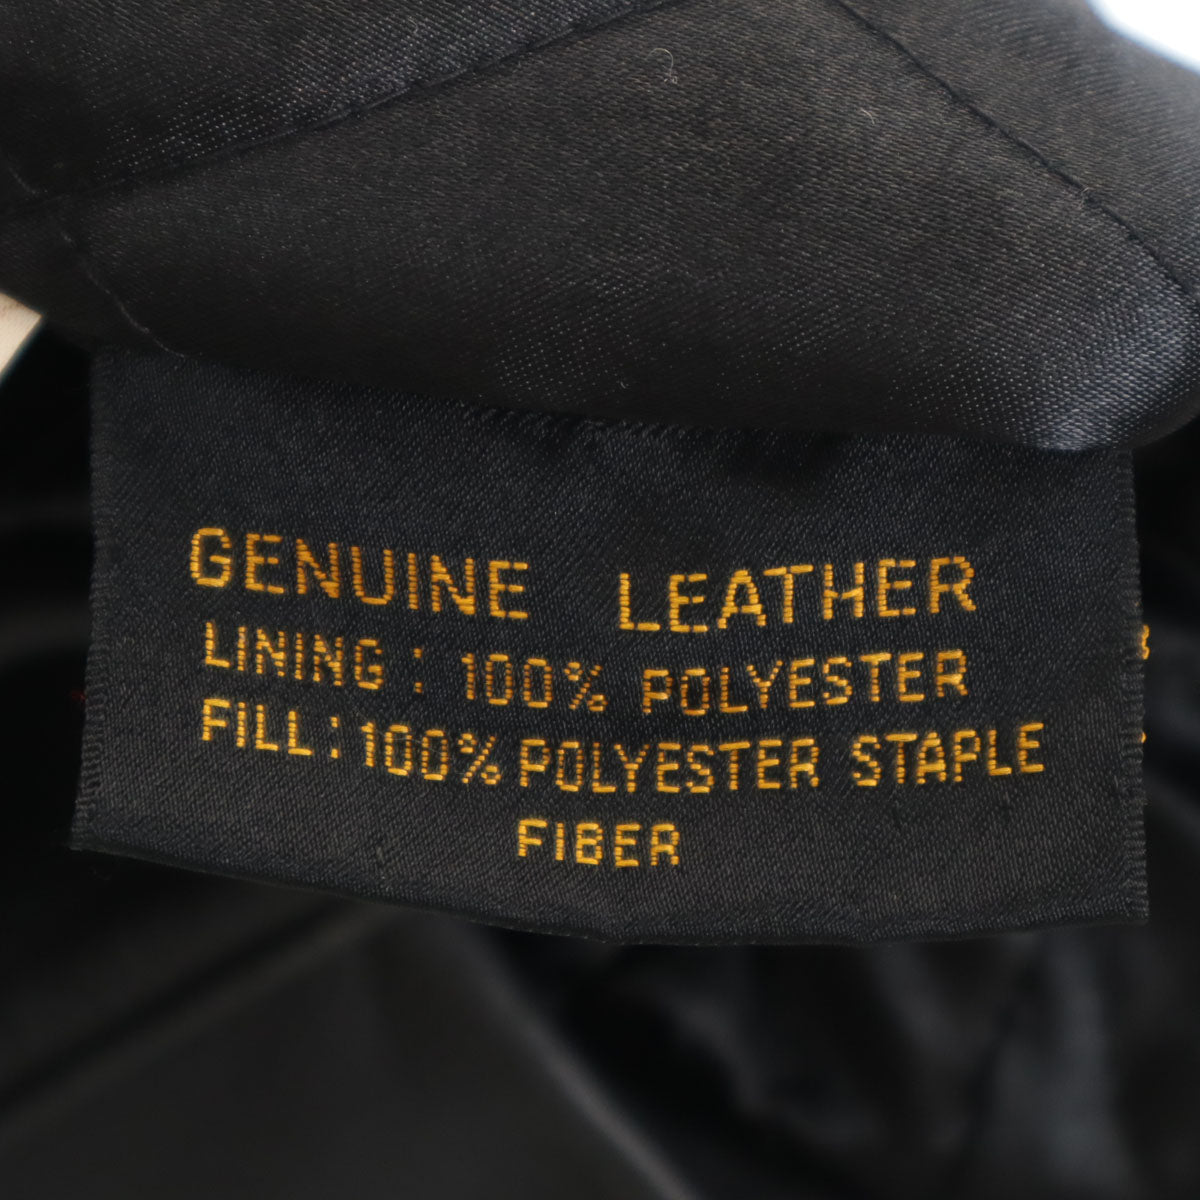 GENUINE LEATHER
LINING : 100% POLYESTER
FILL : 100% POLYESTER STAPLE
FIBER